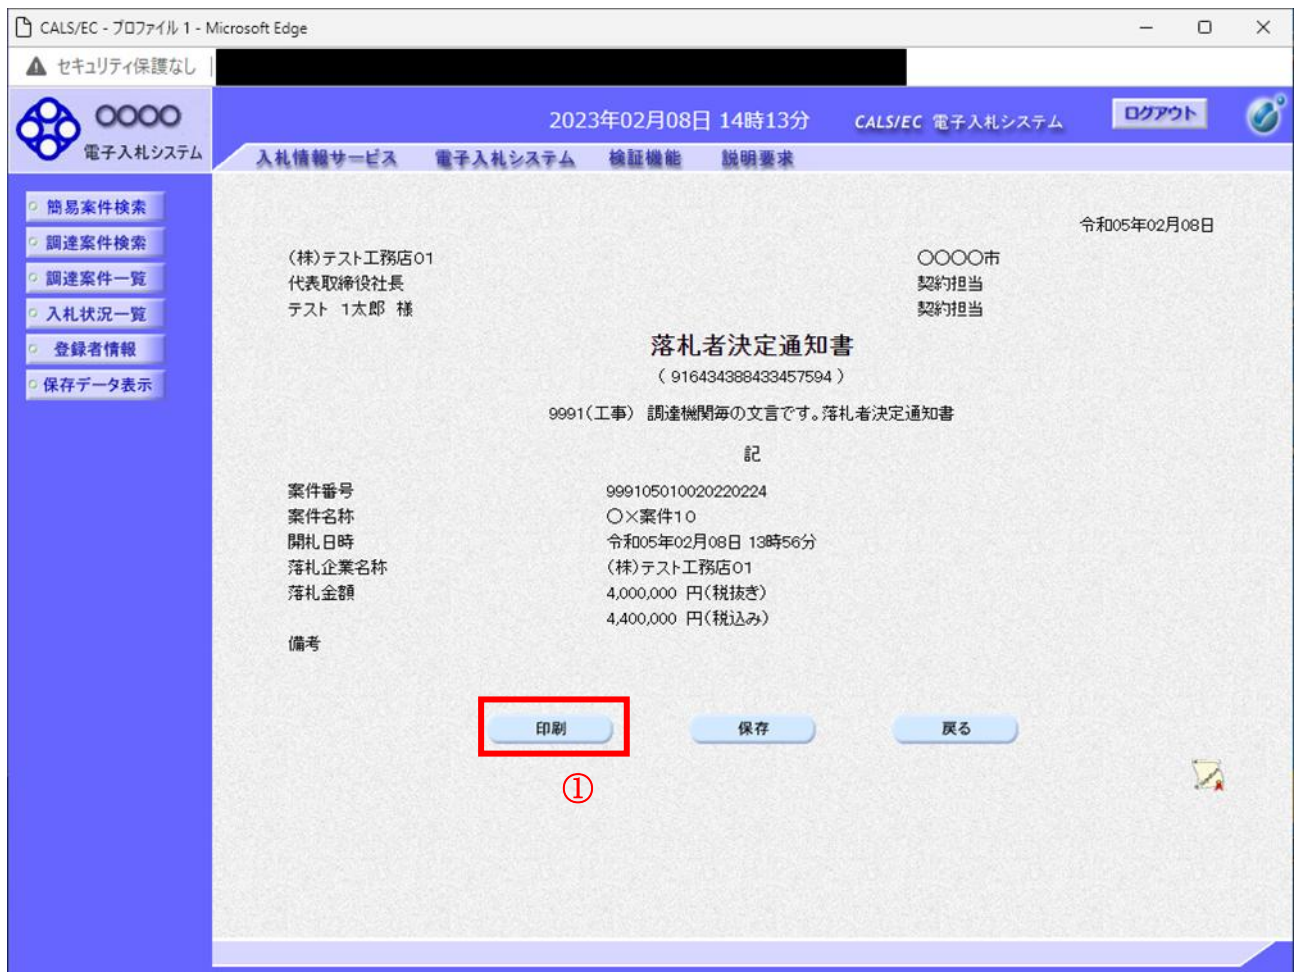 CALS/EC - プロファイル 1 - Microsoft Edge
セキュリティ保護なし
〇〇〇〇
電子入札システム
2023年02月08日 14時13分
CALS/EC 電子入札システム
ログアウト
入札情報サービス 電子入札システム 検証機能 説明要求
簡易案件検索
調達案件検索
調達案件一覧
入札状況一覧
登録者情報
保存データ表示
令和05年02月08日
(株)テスト工務店01
代表取締役社長
テスト 1太郎 様
〇〇〇〇市
契約担当
契約担当
落札者決定通知書
( 916434388433457594 )
9991(工事) 調達機関毎の文言です。落札者決定通知書
記
案件番号 999105010020220224
案件名称 〇×案件10
開札日時 令和05年02月08日 13時56分
落札企業名称 (株)テスト工務店01
落札金額 4,000,000 円(税抜き)
4,400,000 円(税込み)
備考
印刷 保存 戻る
①